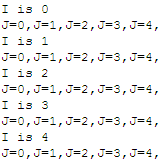 I is 0
J=0,J=1,J=2,J=3,J=4,
I is 1
J=0,J=1,J=2,J=3,J=4,
I is 2
J=0,J=1,J=2,J=3,J=4,
I is 3
J=0,J=1,J=2,J=3,J=4,
I is 4
J=0,J=1,J=2,J=3,J=4,